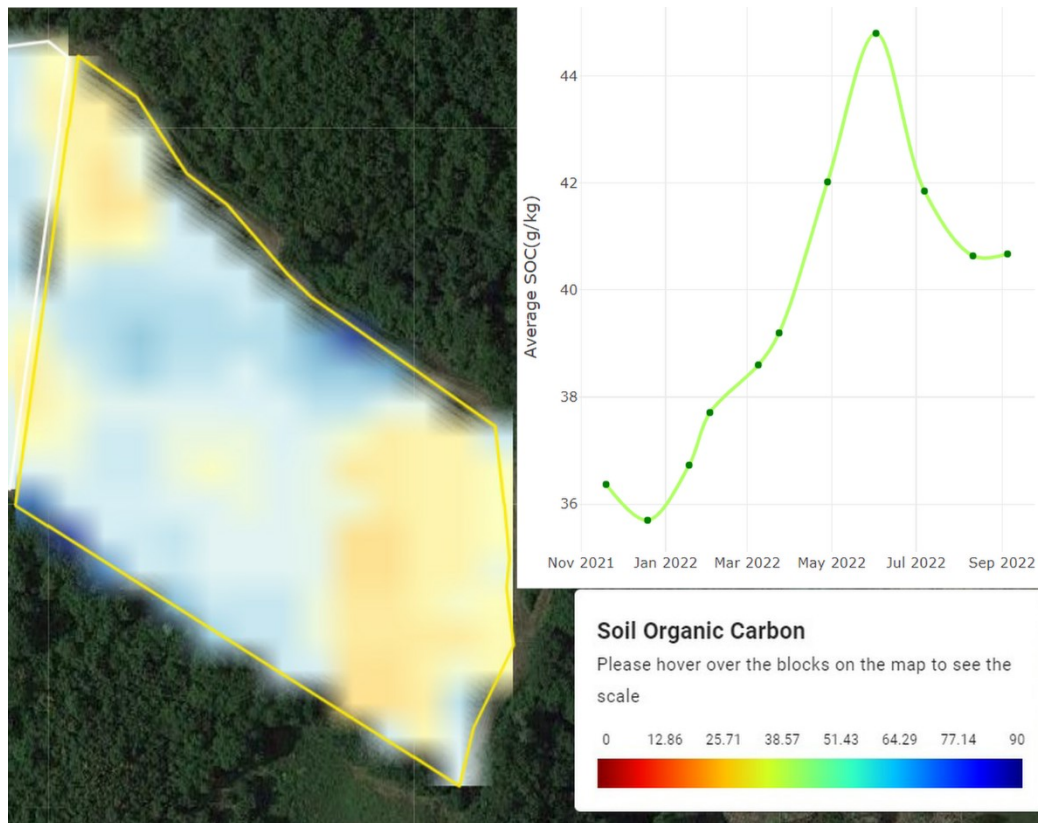 44
42
40
38
36
Average SOC(g/kg)
Nov 2021 Jan 2022 Mar 2022 May 2022 Jul 2022 Sep 2022
Soil Organic Carbon
Please hover over the blocks on the map to see the
scale
0 12.86 25.71 38.57 51.43 64.29 77.14 90